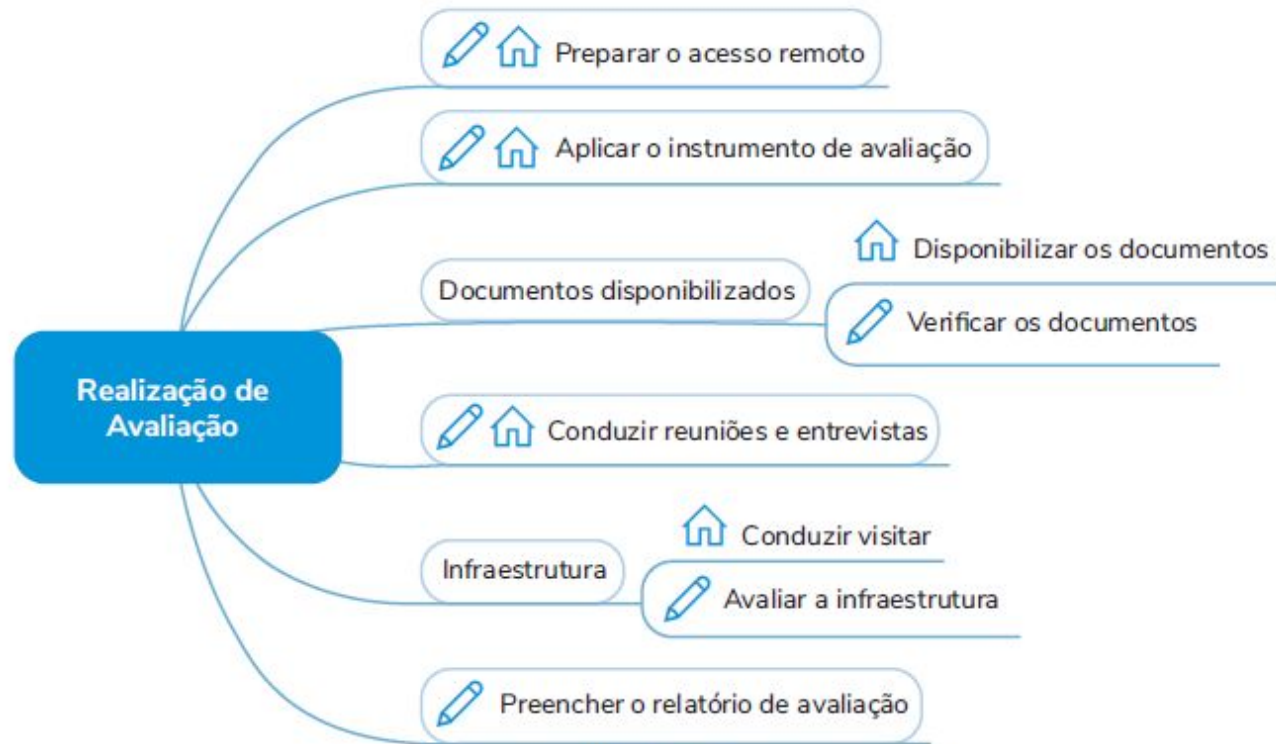 Preparar o acesso remoto
Aplicar o instrumento de avaliação
Disponibilizar os documentos
Documentos disponibilizados
Verificar os documentos
Realização de
Avaliação
Conduzir reuniões e entrevistas
Conduzir visitar
Infraestrutura
Avaliar a infraestrutura
Preencher o relatório de avaliação